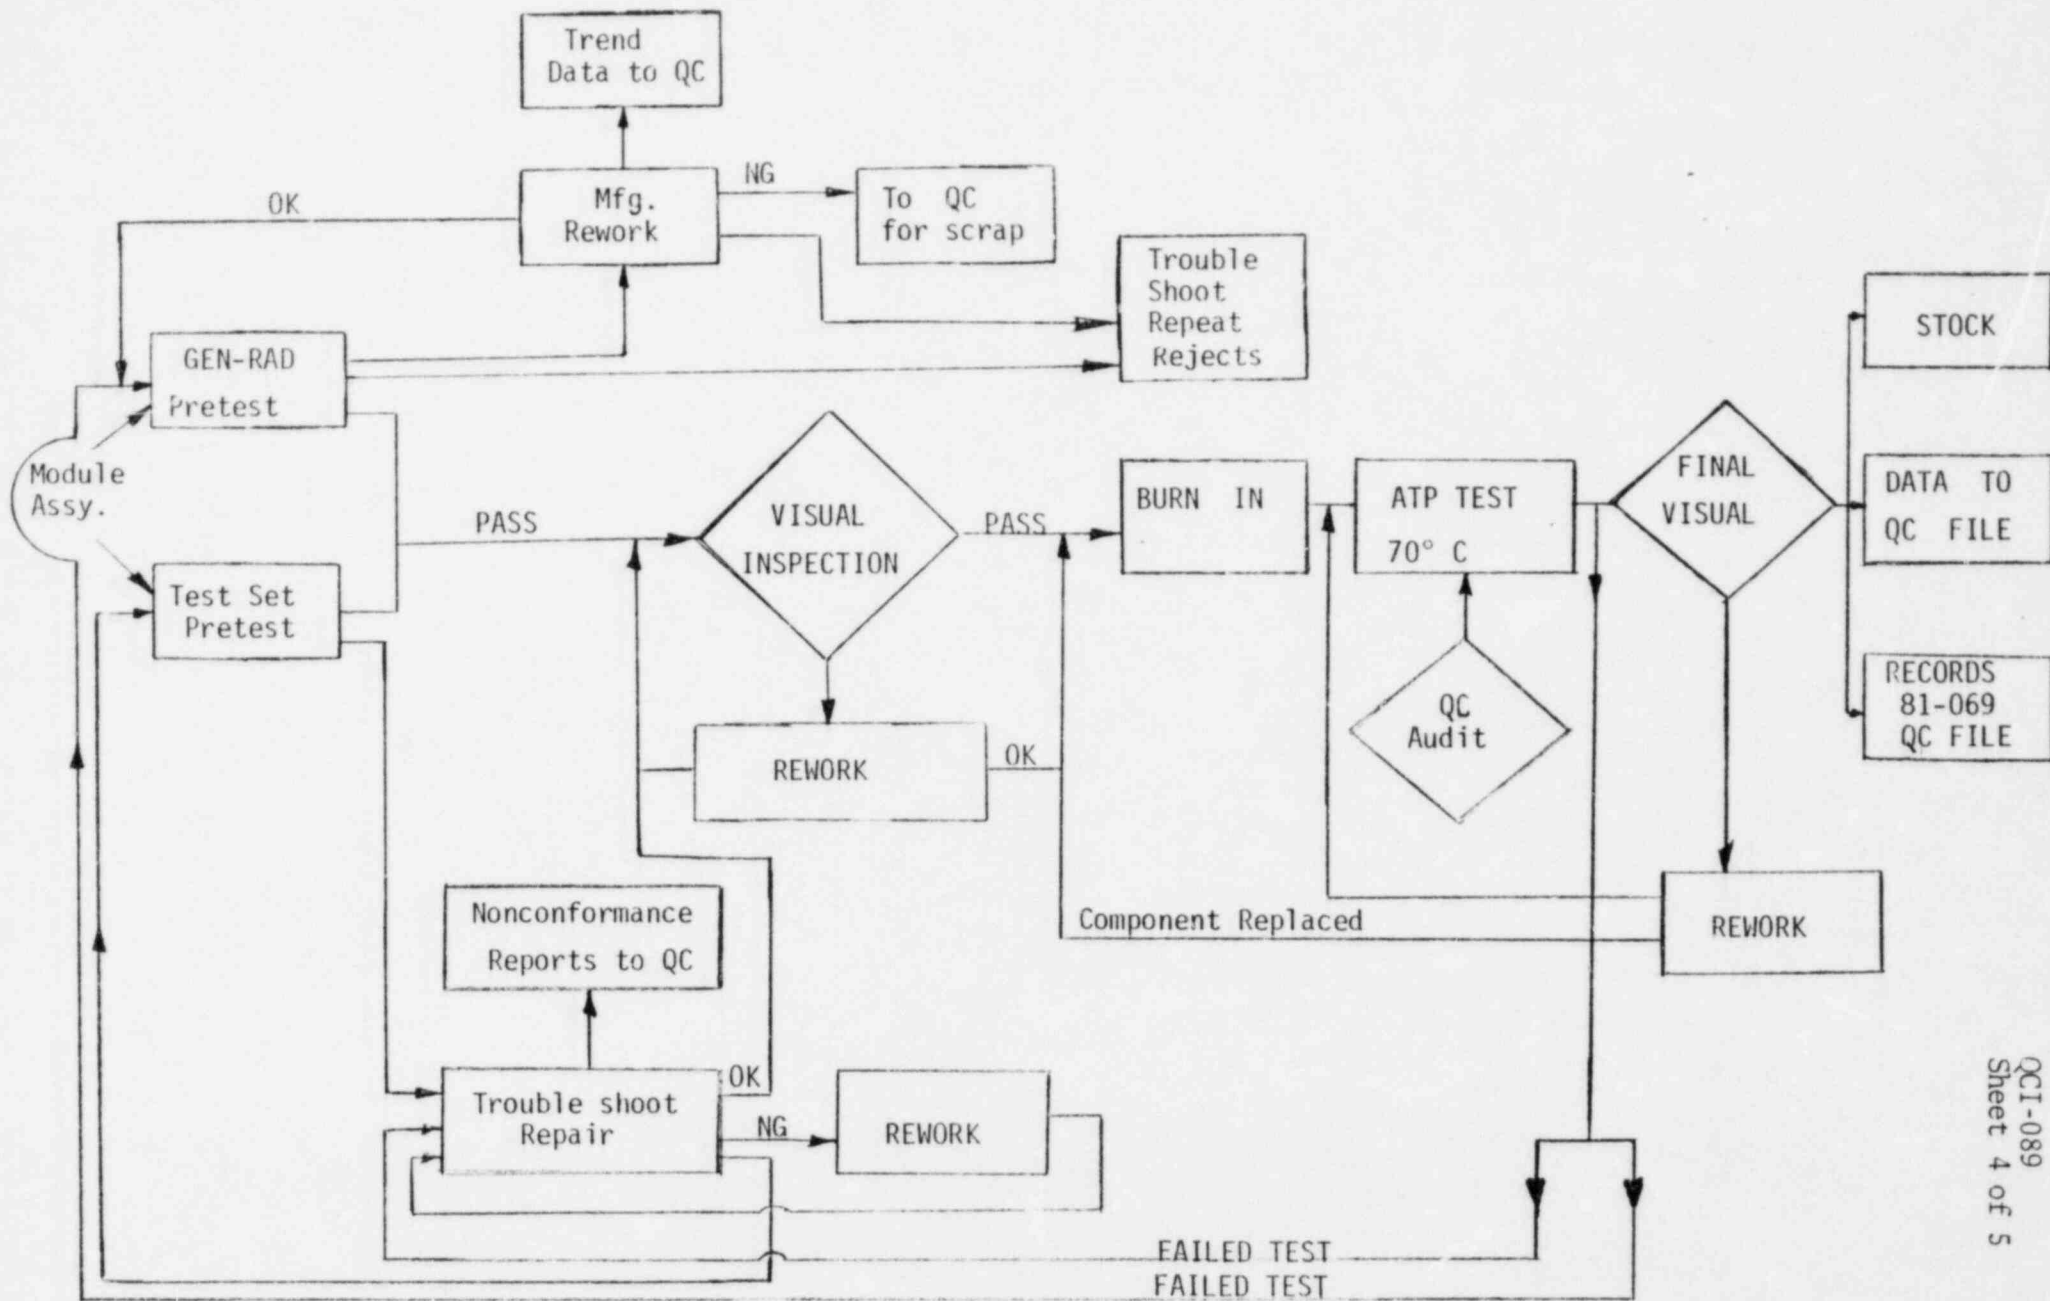 Trend
Data to QC
OK
Mfg.
Rework
NG
To QC
for scrap
Trouble
Shoot
Repeat
Rejects
GEN-RAD
Pretest
Module
Assy.
Test Set
Pretest
PASS
VISUAL
INSPECTION
PASS
BURN IN
ATP TEST
70° C
FINAL
VISUAL
STOCK
DATA TO
QC FILE
RECORDS
81-069
QC FILE
QC
Audit
REWORK
OK
Component Replaced
REWORK
Nonconformance
Reports to QC
Trouble shoot
Repair
OK
NG
REWORK
FAILED TEST
FAILED TEST
QCI-089
Sheet 4 of 5